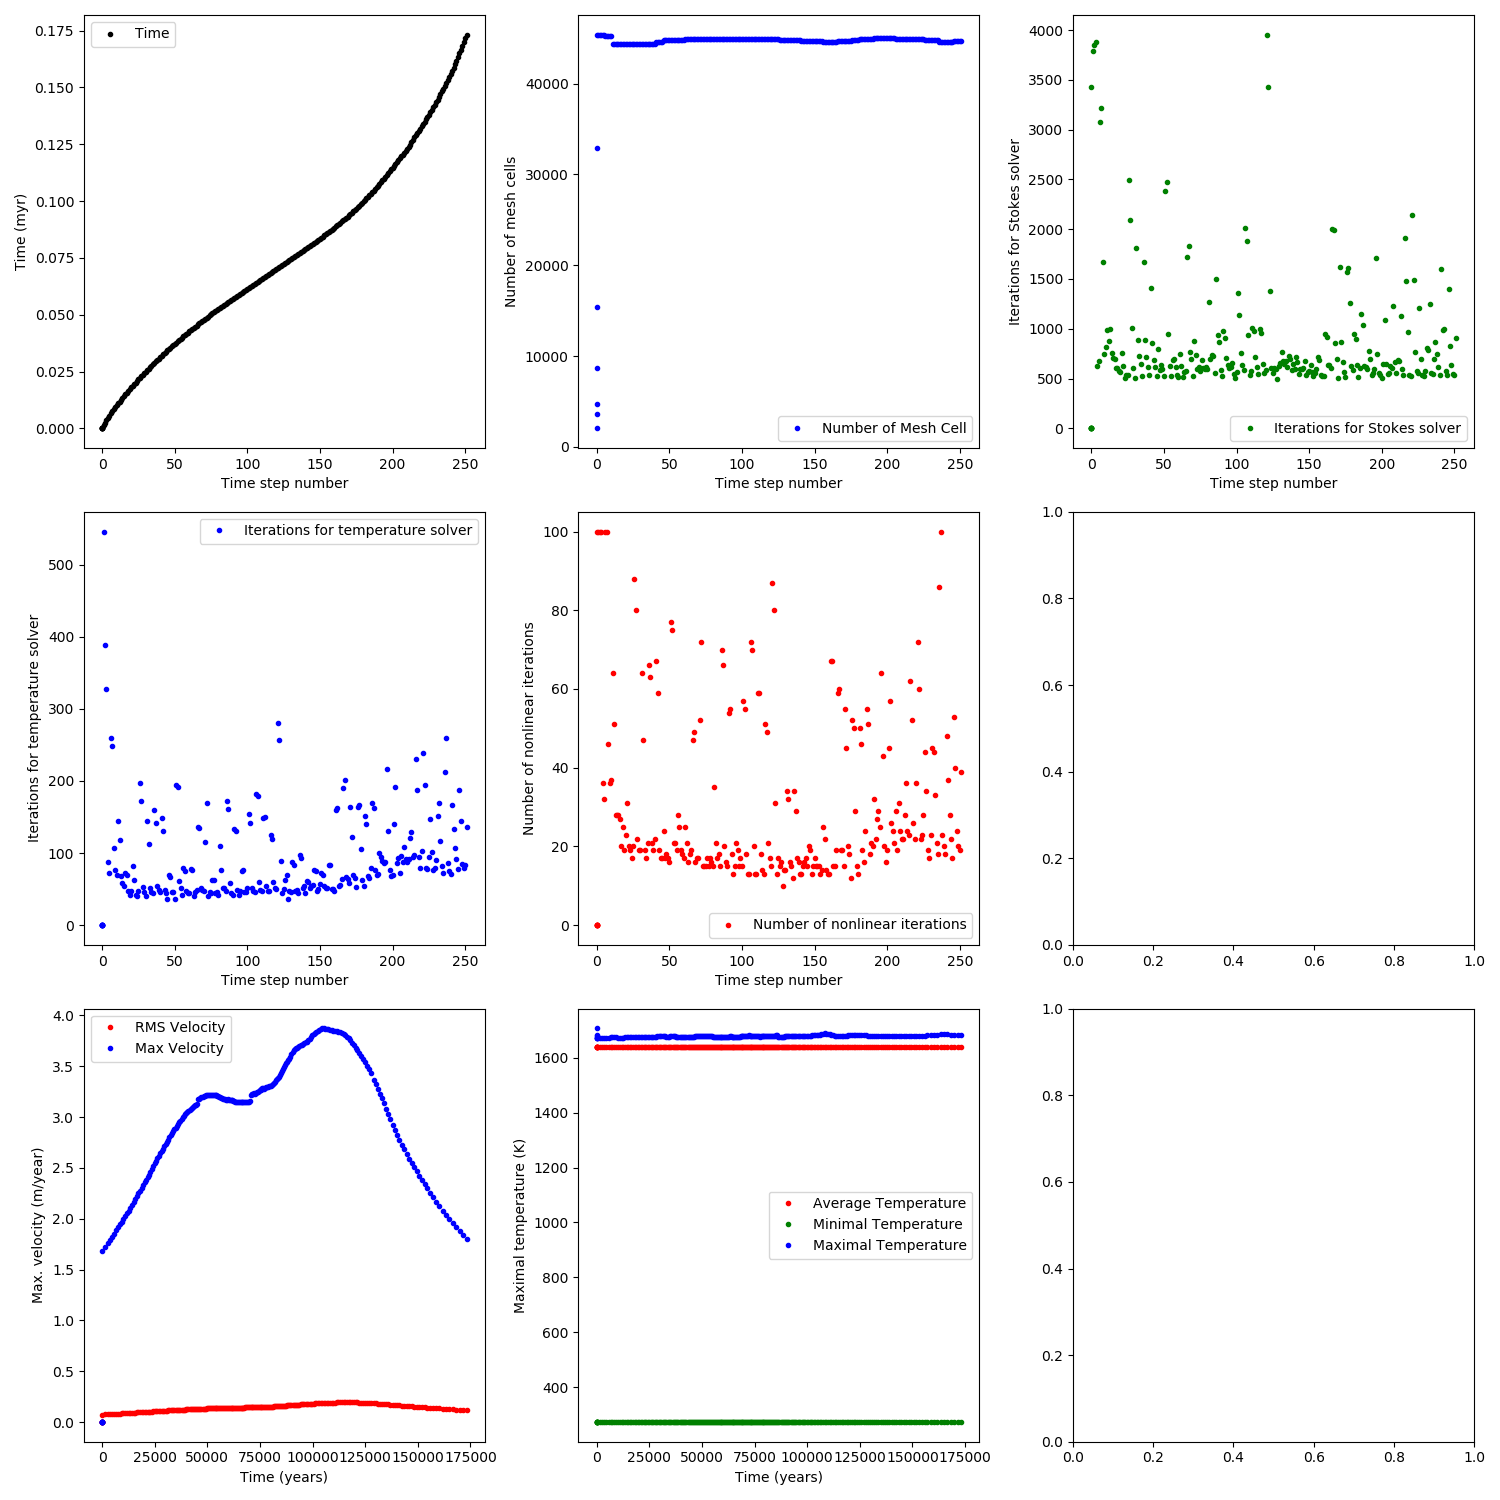 0.175
0.150
0.125
0.100
0.075
0.050
0.025
0.000
Time (myr)
Time
0 50 100 150 200 250
Time step number
40000
30000
20000
10000
0
Number of mesh cells
Number of Mesh Cell
0 50 100 150 200 250
Time step number
4000
3500
3000
2500
2000
1500
1000
500
0
Iterations for Stokes solver
Iterations for Stokes solver
0 50 100 150 200 250
Time step number
500
400
300
200
100
0
Iterations for temperature solver
Iterations for temperature solver
0 50 100 150 200 250
Time step number
100
80
60
40
20
0
Number of nonlinear iterations
Number of nonlinear iterations
0 50 100 150 200 250
Time step number
1.0
0.8
0.6
0.4
0.2
0.0
0.0 0.2 0.4 0.6 0.8 1.0
4.0
3.5
3.0
2.5
2.0
1.5
1.0
0.5
0.0
Max. velocity (m/year)
RMS Velocity
Max Velocity
0 25000 50000 75000 100000 125000 150000 175000
Time (years)
1600
1400
1200
1000
800
600
400
Maximal temperature (K)
Average Temperature
Minimal Temperature
Maximal Temperature
0 25000 50000 75000 100000 125000 150000 175000
Time (years)
1.0
0.8
0.6
0.4
0.2
0.0
0.0 0.2 0.4 0.6 0.8 1.0